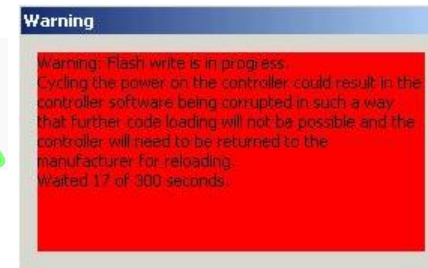 Warning
Warning: Flash write is in progress.
Cycling the power on the controller could result in the
controller software being corrupted in such a way
that further code loading will not be possible and the
controller will need to be returned to the
manufacturer for reloading.
Waited 17 of 300 seconds.